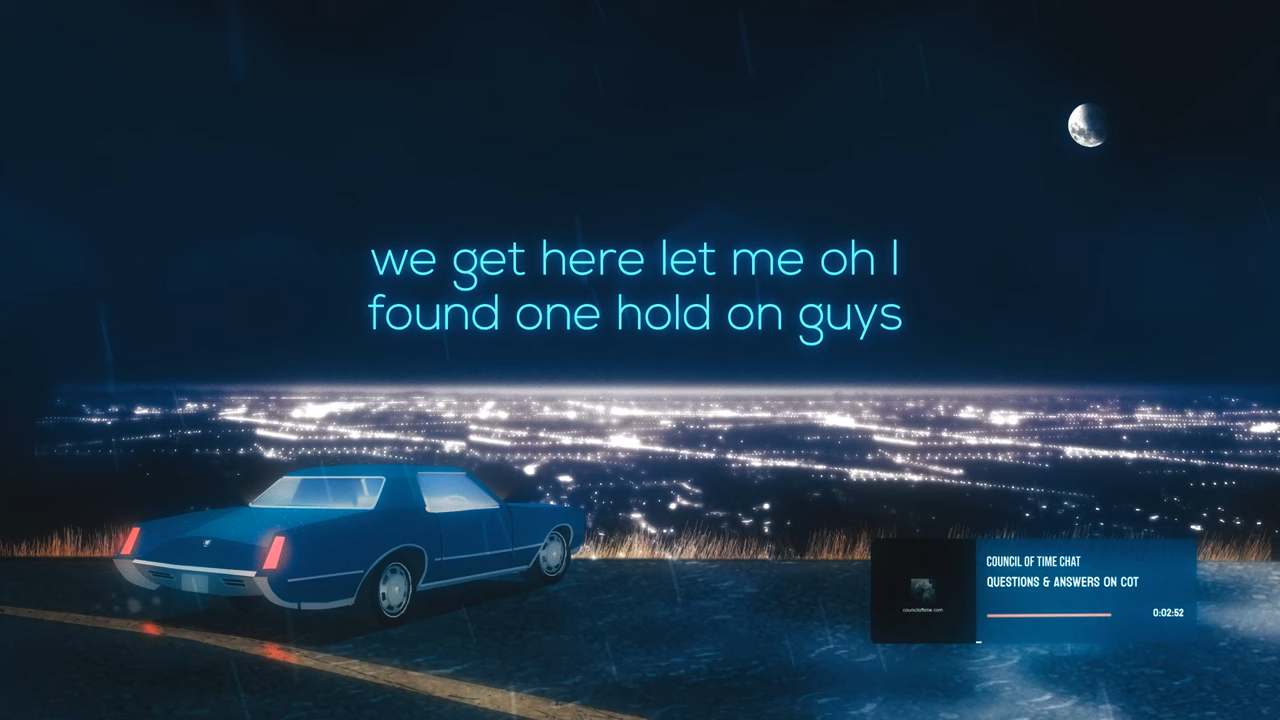 we get here let me oh I
found one hold on guys
COUNCIL OF TIME CHAT
QUESTIONS & ANSWERS ON COT
counciloftime.com
0:02:52